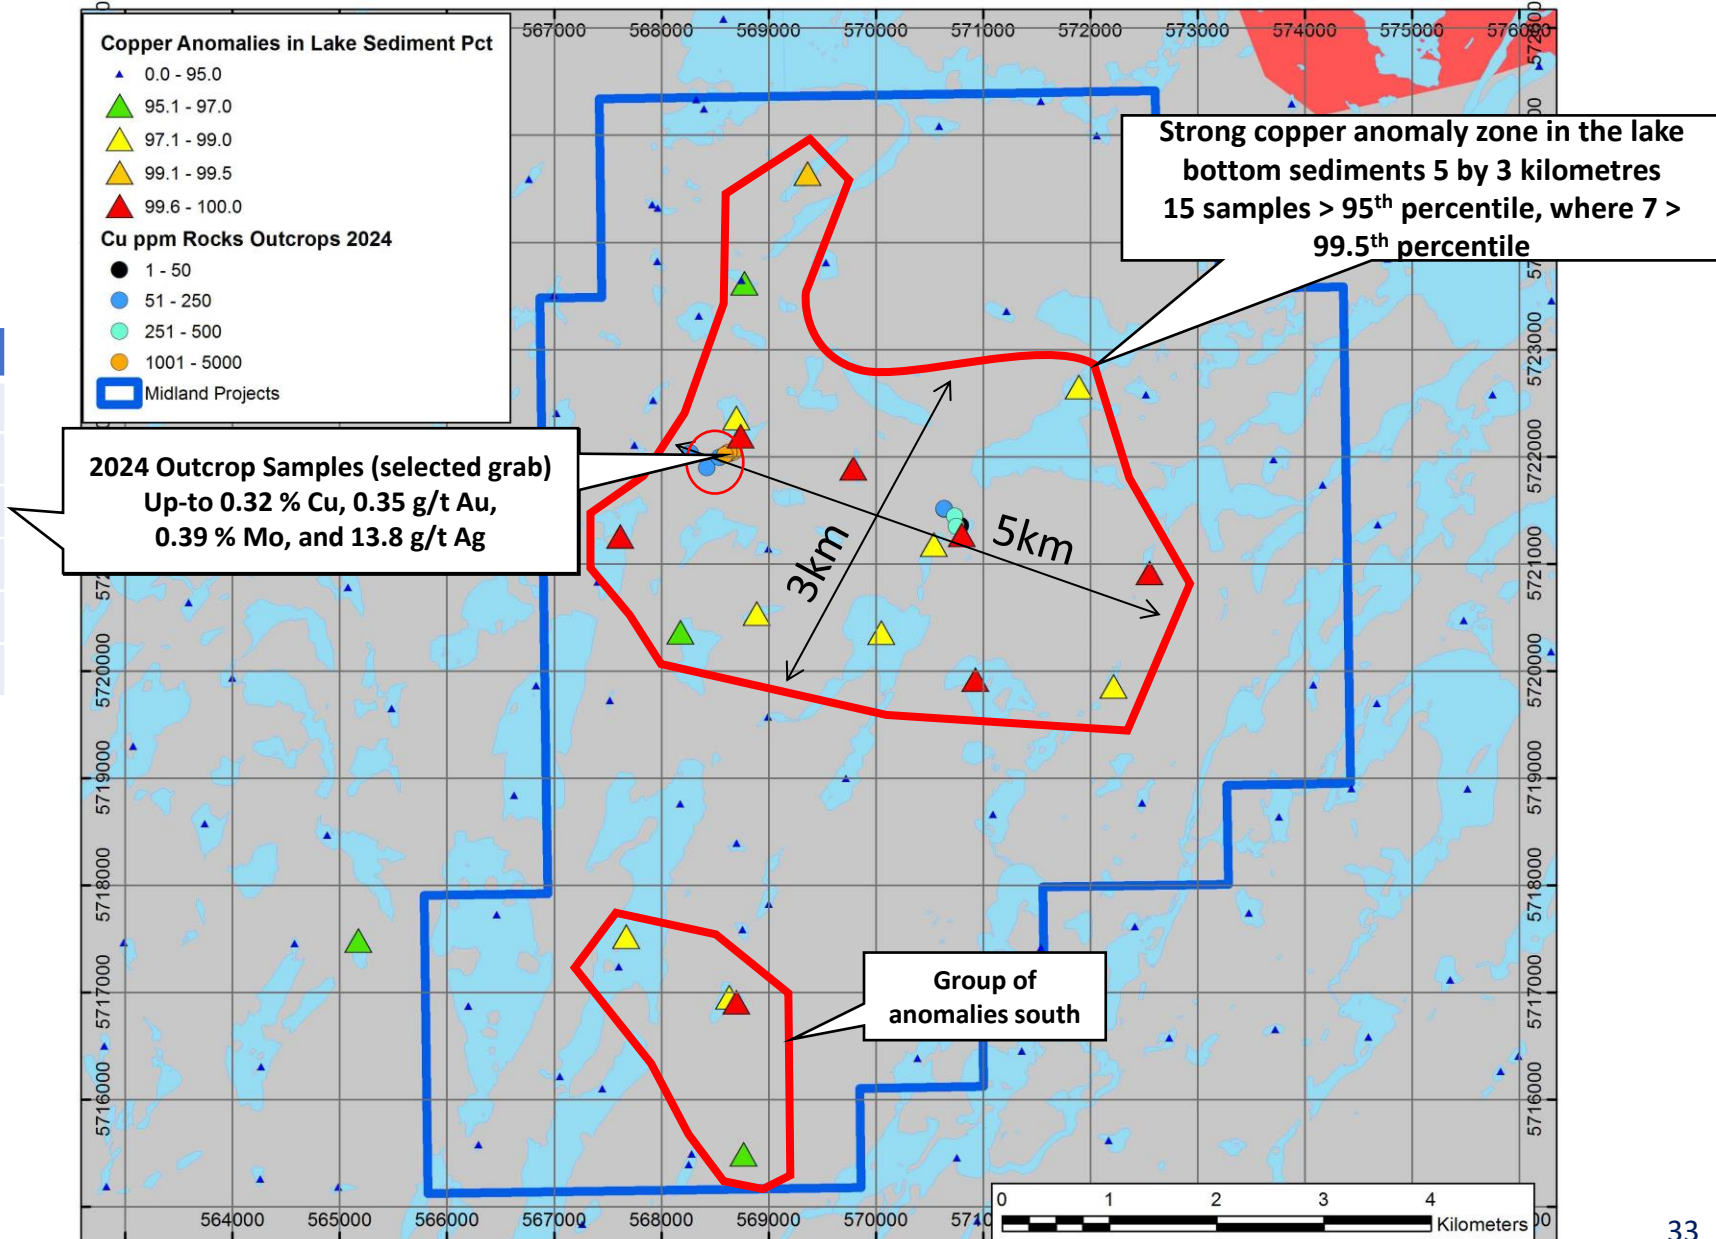 567000 568000 569000 570000 571000 572000 573000 574000 575000
Copper Anomalies in Lake Sediment Pct
0.0 - 95.0
95.1 - 97.0
97.1 - 99.0
99.1 - 99.5
99.6 - 100.0
Cu ppm Rocks Outcrops 2024
1 - 50
51 - 250
251 - 500
1001 - 5000
Midland Projects
Strong copper anomaly zone in the lake
bottom sediments 5 by 3 kilometres
15 samples > 95th percentile, where 7 >
99.5th percentile
2024 Outcrop Samples (selected grab)
Up-to 0.32 % Cu, 0.35 g/t Au,
0.39 % Mo, and 13.8 g/t Ag
3km
5km
Group of
anomalies south
5720000
5719000
5718000
5717000
5716000
5723000
5722000
5721000
5720000
5719000
5718000
5717000
5716000
0 1 2 3 4
Kilometers
564000 565000 566000 567000 568000 569000 570000
33